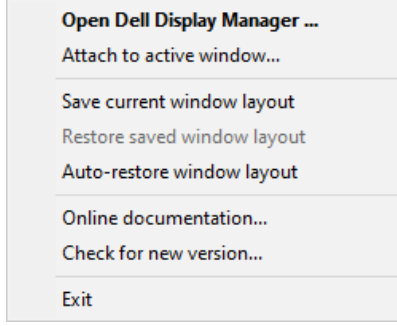 Open Dell Display Manager ...
Attach to active window...
Save current window layout
Restore saved window layout
Auto-restore window layout
Online documentation...
Check for new version...
Exit